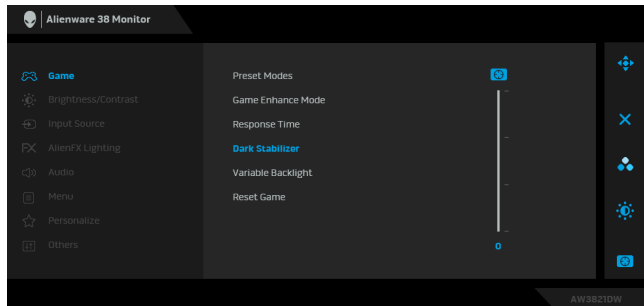 Alienware 38 Monitor
Game
Brightness/Contrast
Input Source
AlienFX Lighting
Audio
Menu
Personalize
Others
Preset Modes
Game Enhance Mode
Response Time
Dark Stabilizer
Variable Backlight
Reset Game
0
AW3821DW